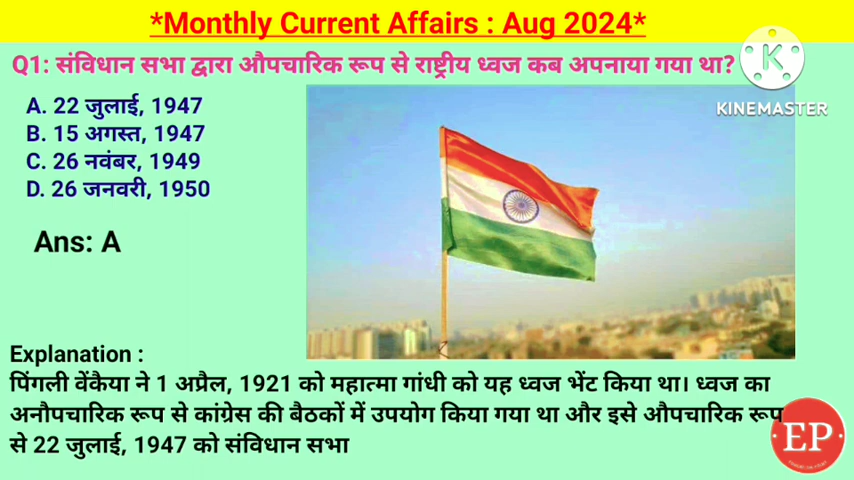 *Monthly Current Affairs : Aug 2024*
Q1: संविधान सभा द्वारा औपचारिक रूप से राष्ट्रीय ध्वज कब अपनाया गया था?
K
KINEMASTER
A. 22 जुलाई, 1947
B. 15 अगस्त, 1947
C. 26 नवंबर, 1949
D. 26 जनवरी, 1950
Ans: A
Explanation :
पिंगली वेंकैया ने 1 अप्रैल, 1921 को महात्मा गांधी को यह ध्वज भेंट किया था। ध्वज का
अनौपचारिक रूप से कांग्रेस की बैठकों में उपयोग किया गया था और इसे औपचारिक रूप
से 22 जुलाई, 1947 को संविधान सभा
EP